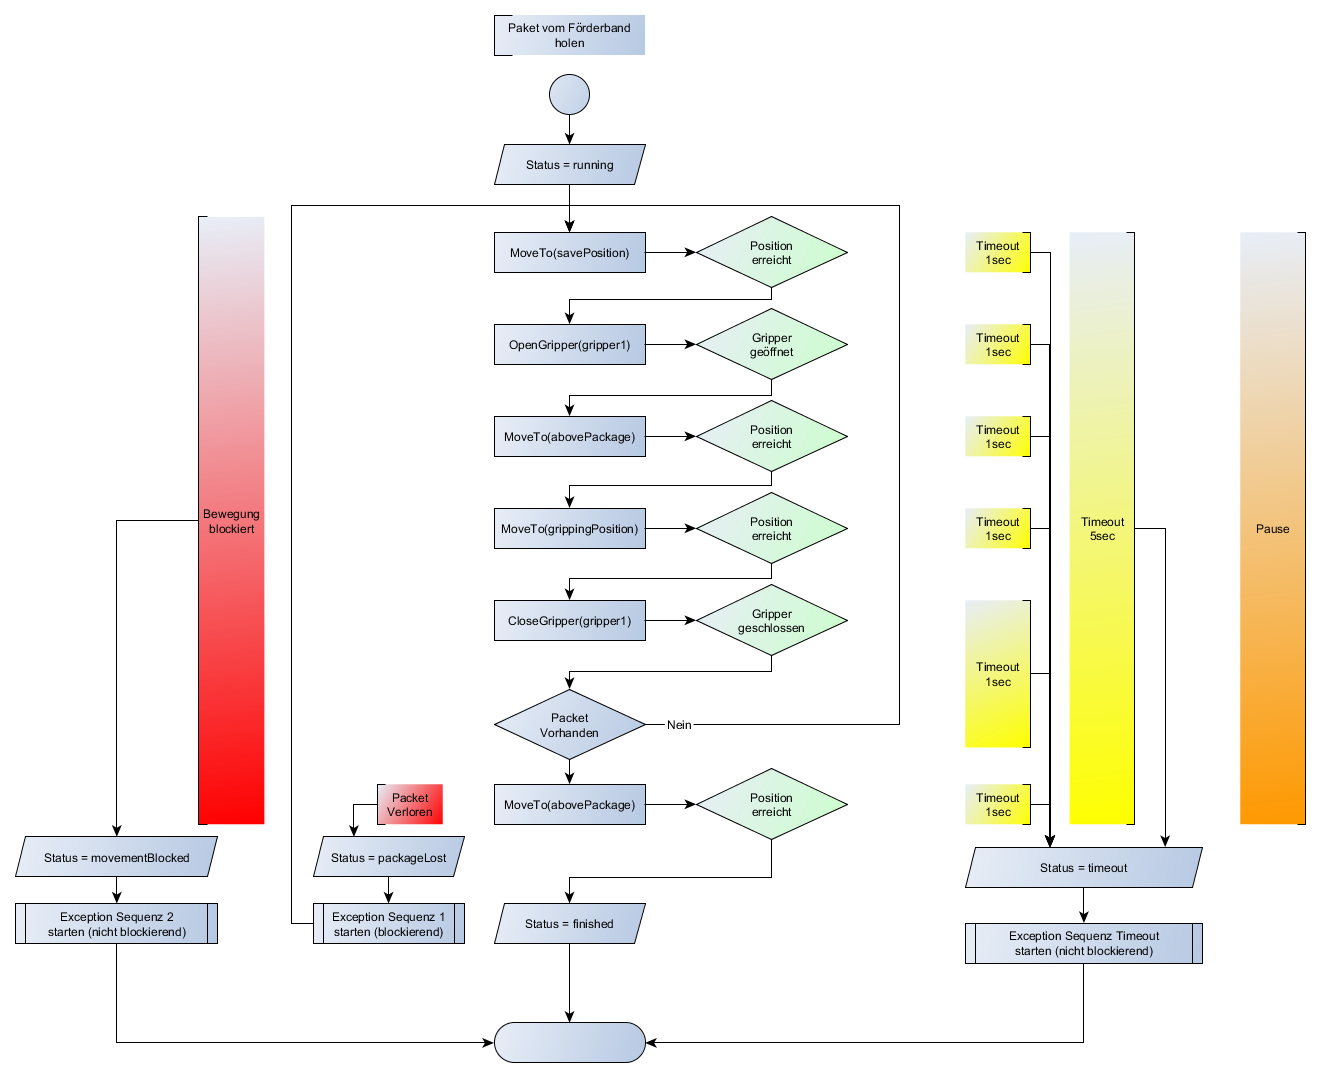 Paket vom Förderband
holen
Status = running
MoveTo(savePosition)
Position
erreicht
Timeout
1sec
OpenGripper(gripper1)
Gripper
geöffnet
Timeout
1sec
MoveTo(abovePackage)
Position
erreicht
Timeout
1sec
Bewegung
blockiert
MoveTo(grippingPosition)
Position
erreicht
Timeout
1sec
Timeout
5sec
Pause
CloseGripper(gripper1)
Gripper
geschlossen
Timeout
1sec
Packet
Vorhanden
Nein
Packet
Verloren
MoveTo(abovePackage)
Position
erreicht
Timeout
1sec
Status = movementBlocked
Status = packageLost
Status = timeout
Exception Sequenz 2
starten (nicht blockierend)
Exception Sequenz 1
starten (blockierend)
Status = finished
Exception Sequenz Timeout
starten (nicht blockierend)